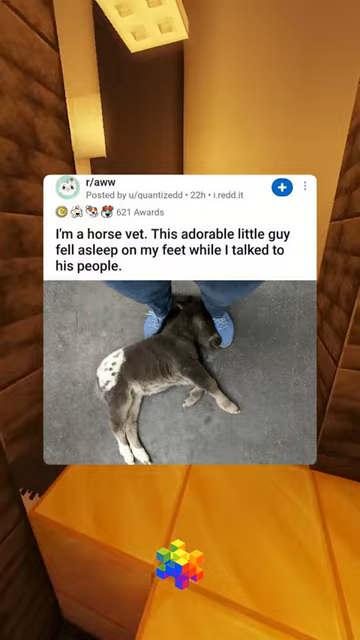 r/aww
Posted by u/quantizedd • 22h • i.redd.it
621 Awards
I'm a horse vet. This adorable little guy
fell asleep on my feet while I talked to
his people.